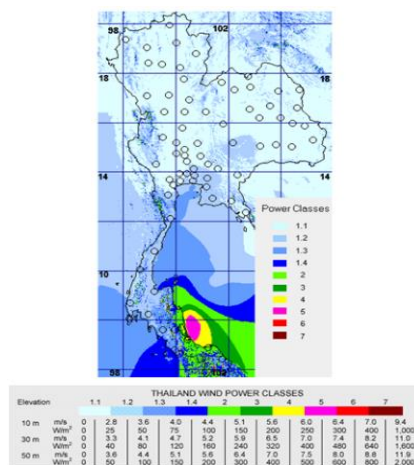 98
102
18
18
14
14
Power Classes
1.1
1.2
1.3
1.4
2
3
4
5
6
7
10
98
THAILAND WIND POWER CLASSES
Elevation 1.1 1.2 1.3 1.4 2 3 4 5 6 7
10 m m/s 0 2.8 3.6 4.0 4.4 5.1 5.6 6.0 6.4 7.0 9.4
W/m² 0 25 50 75 100 150 200 250 300 400 1,000
30 m m/s 0 3.3 4.1 4.7 5.2 5.9 6.5 7.0 7.4 8.2 11.0
W/m² 0 40 80 120 160 240 320 400 480 640 1,600
50 m m/s 0 3.6 4.4 5.1 5.6 6.4 7.0 7.5 8.0 8.8 11.9
W/m² 0 50 100 150 200 300 400 500 600 800 2,000